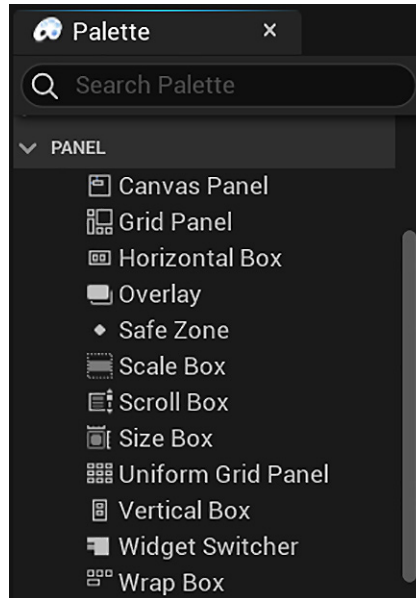 Palette
Search Palette
PANEL
Canvas Panel
Grid Panel
Horizontal Box
Overlay
Safe Zone
Scale Box
Scroll Box
Size Box
Uniform Grid Panel
Vertical Box
Widget Switcher
Wrap Box